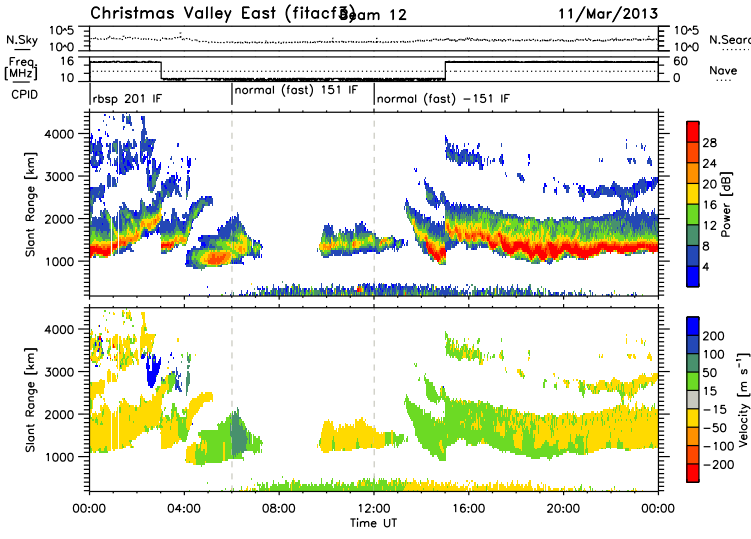 Christmas Valley East (fitacf3) Beam 12 11/Mar/2013
N.Sky 10^5 10^0 10^5 10^0 N.Searc
Freq. [MHz] 16 10 60 0 Nave
CPID rbsp 201 IF normal (fast) 151 IF normal (fast) -151 IF
Slant Range [km] 4000 3000 2000 1000
Power [dB] 28 24 20 16 12 8 4
Slant Range [km] 4000 3000 2000 1000
Velocity [m s⁻¹] 200 100 50 15 -15 -50 -100 -200
00:00 04:00 08:00 12:00 16:00 20:00 00:00
Time UT